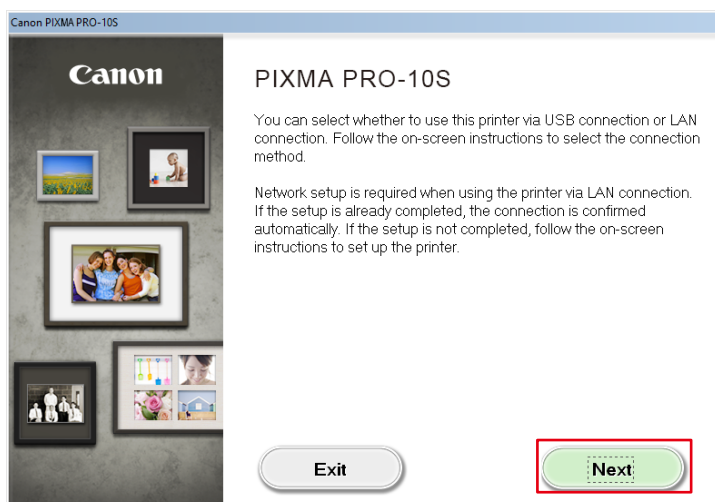 Canon PIXMA PRO-10S
Canon
PIXMA PRO-10S
You can select whether to use this printer via USB connection or LAN
connection. Follow the on-screen instructions to select the connection
method.
Network setup is required when using the printer via LAN connection.
If the setup is already completed, the connection is confirmed
automatically. If the setup is not completed, follow the on-screen
instructions to set up the printer.
Exit
Next